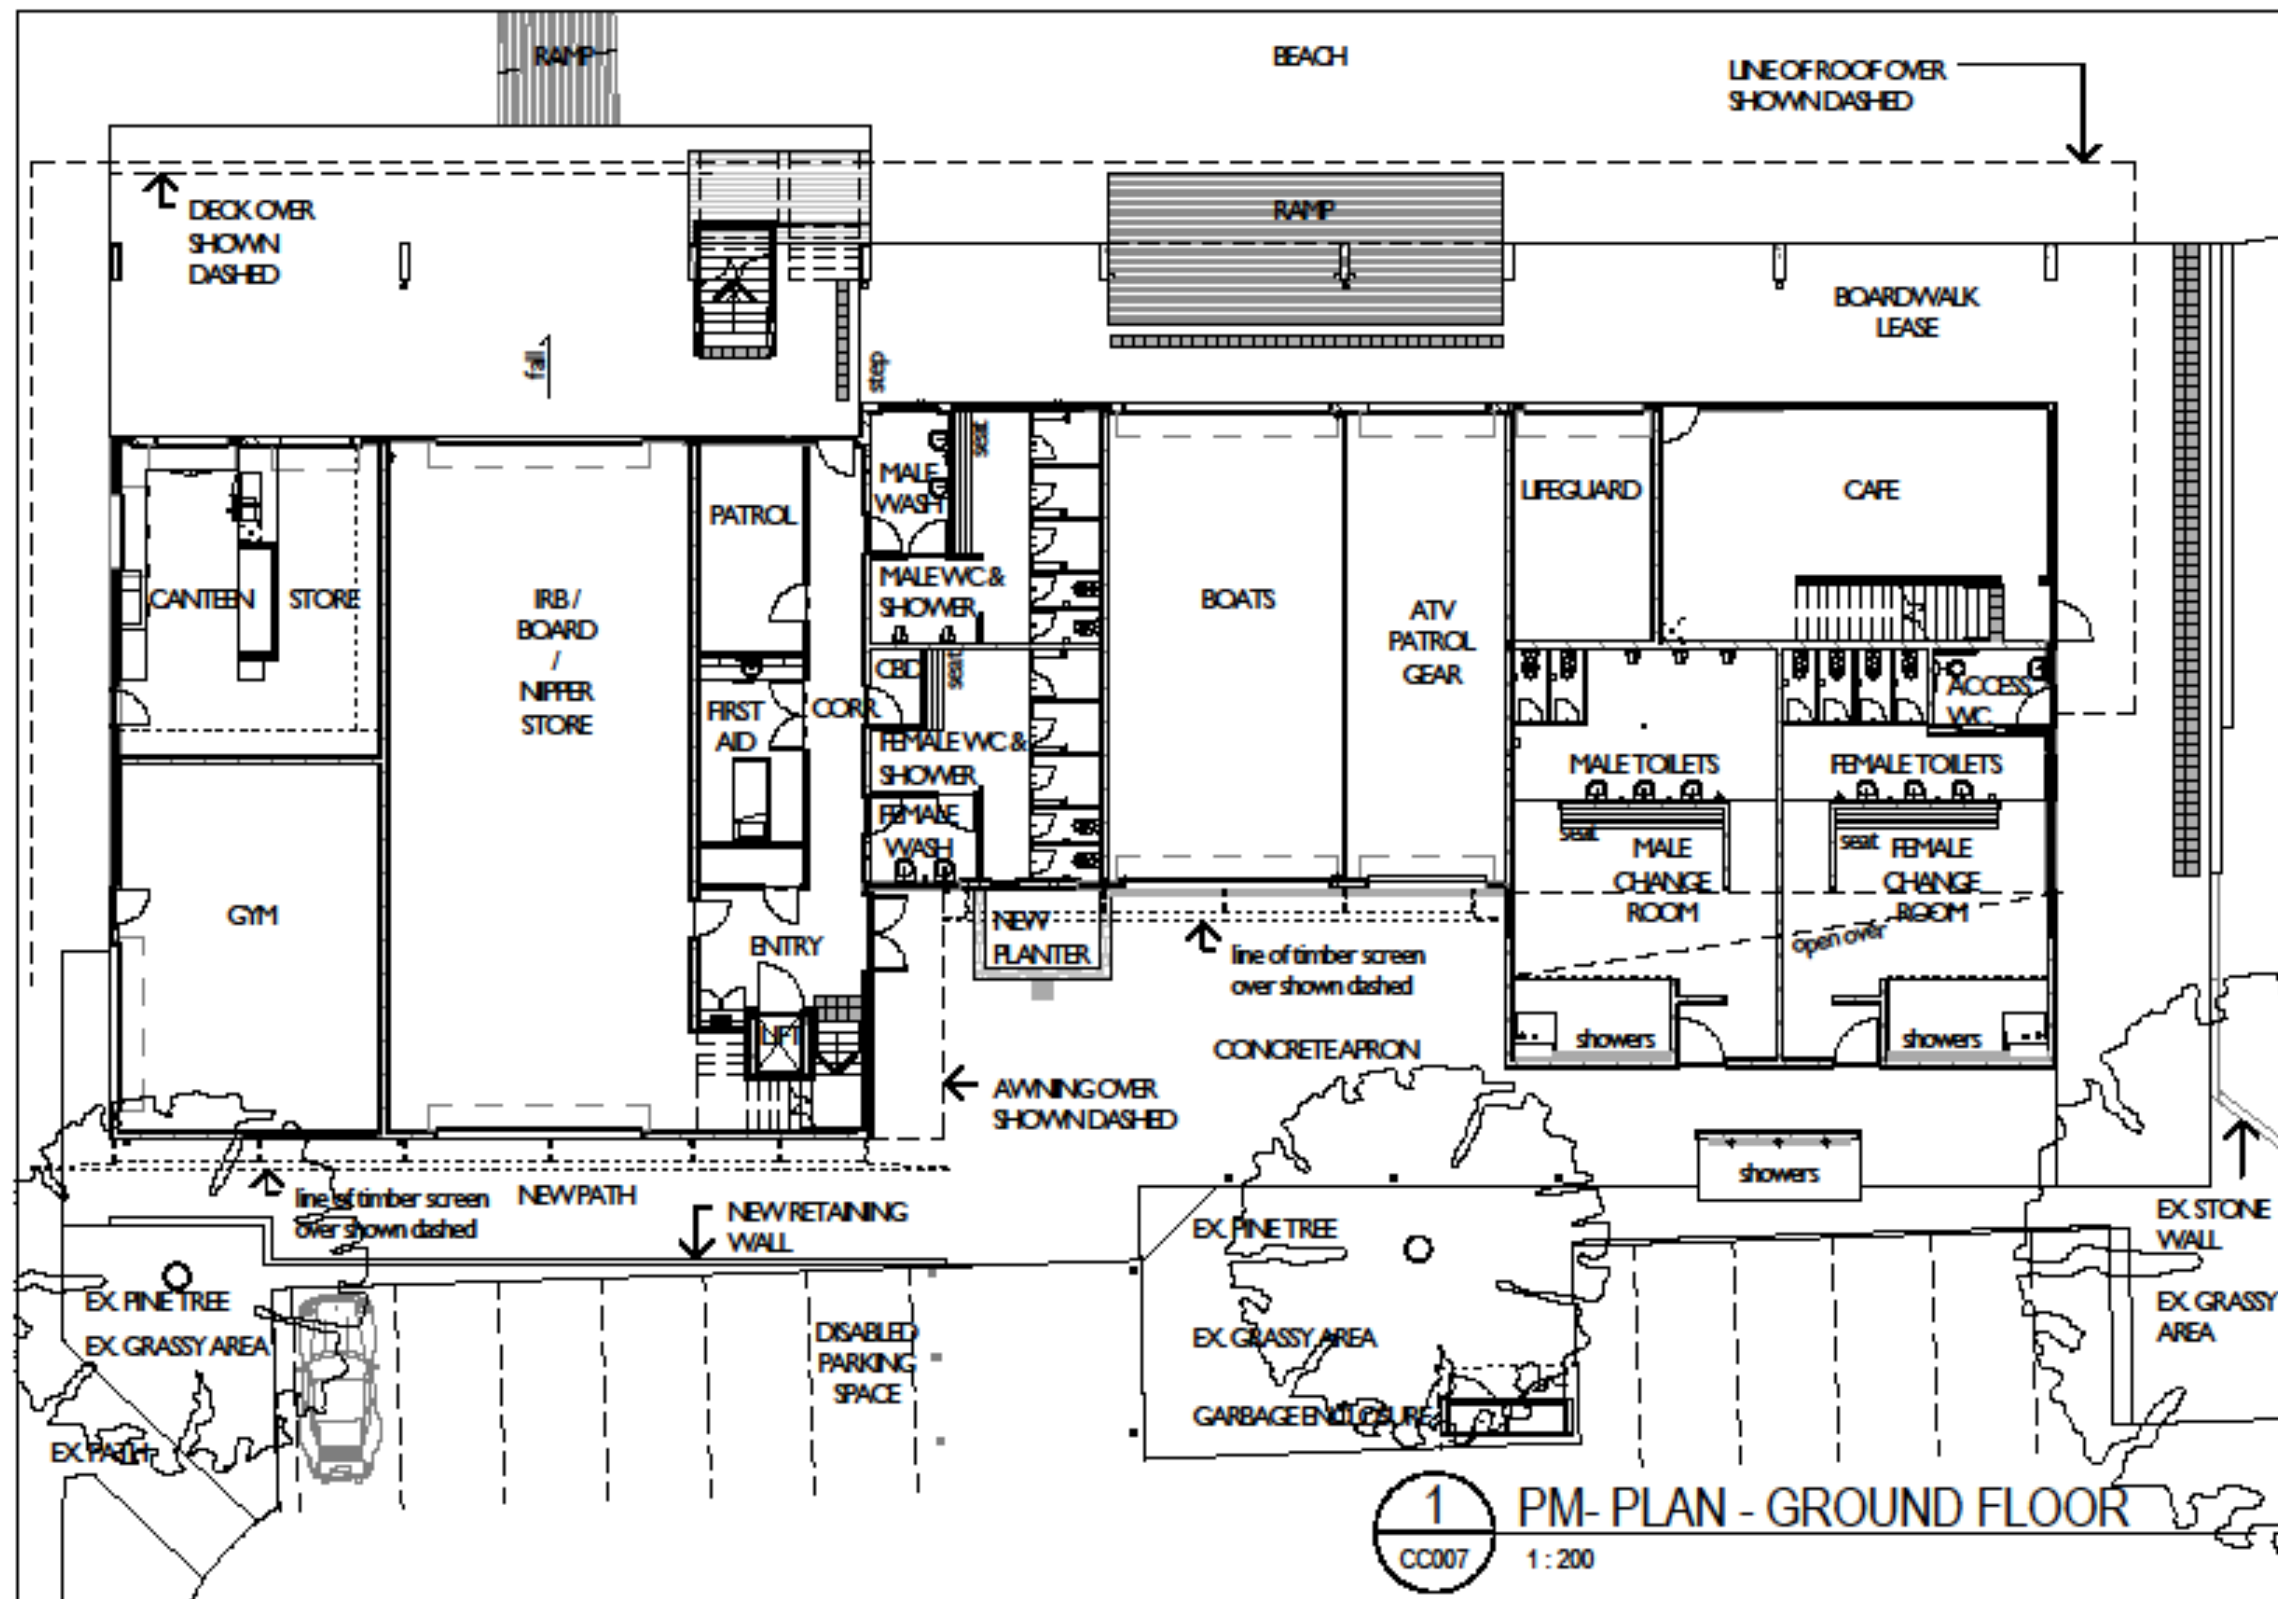 RAMP
BEACH
LINE OF ROOF OVER
SHOWN DASHED
DECK OVER
SHOWN
DASHED
RAMP
BOARDWALK
LEASE
fall
step
seat
MALE
WASH
PATROL
LIFEGUARD
CAFE
CANTEEN
STORE
IRB /
BOARD
/
NIPPER
STORE
MALE WC &
SHOWER
BOATS
ATV
PATROL
GEAR
CBD
seat
FIRST
AID
CORR.
ACCESS
WC
FEMALE WC &
SHOWER
MALE TOILETS
FEMALE TOILETS
FEMALE
WASH
seat
MALE
CHANGE
ROOM
seat
FEMALE
CHANGE
ROOM
open over
GYM
ENTRY
NEW
PLANTER
line of timber screen
over shown dashed
LIFT
showers
showers
CONCRETE APRON
AWNING OVER
SHOWN DASHED
showers
line of timber screen
over shown dashed
NEW PATH
NEW RETAINING
WALL
EX. PINE TREE
EX. STONE
WALL
EX. PINE TREE
EX. GRASSY AREA
DISABLED
PARKING
SPACE
EX. GRASSY AREA
EX. GRASSY
AREA
GARBAGE ENCLOSURE
EX. PATH
1
CC007
PM- PLAN - GROUND FLOOR
1 : 200